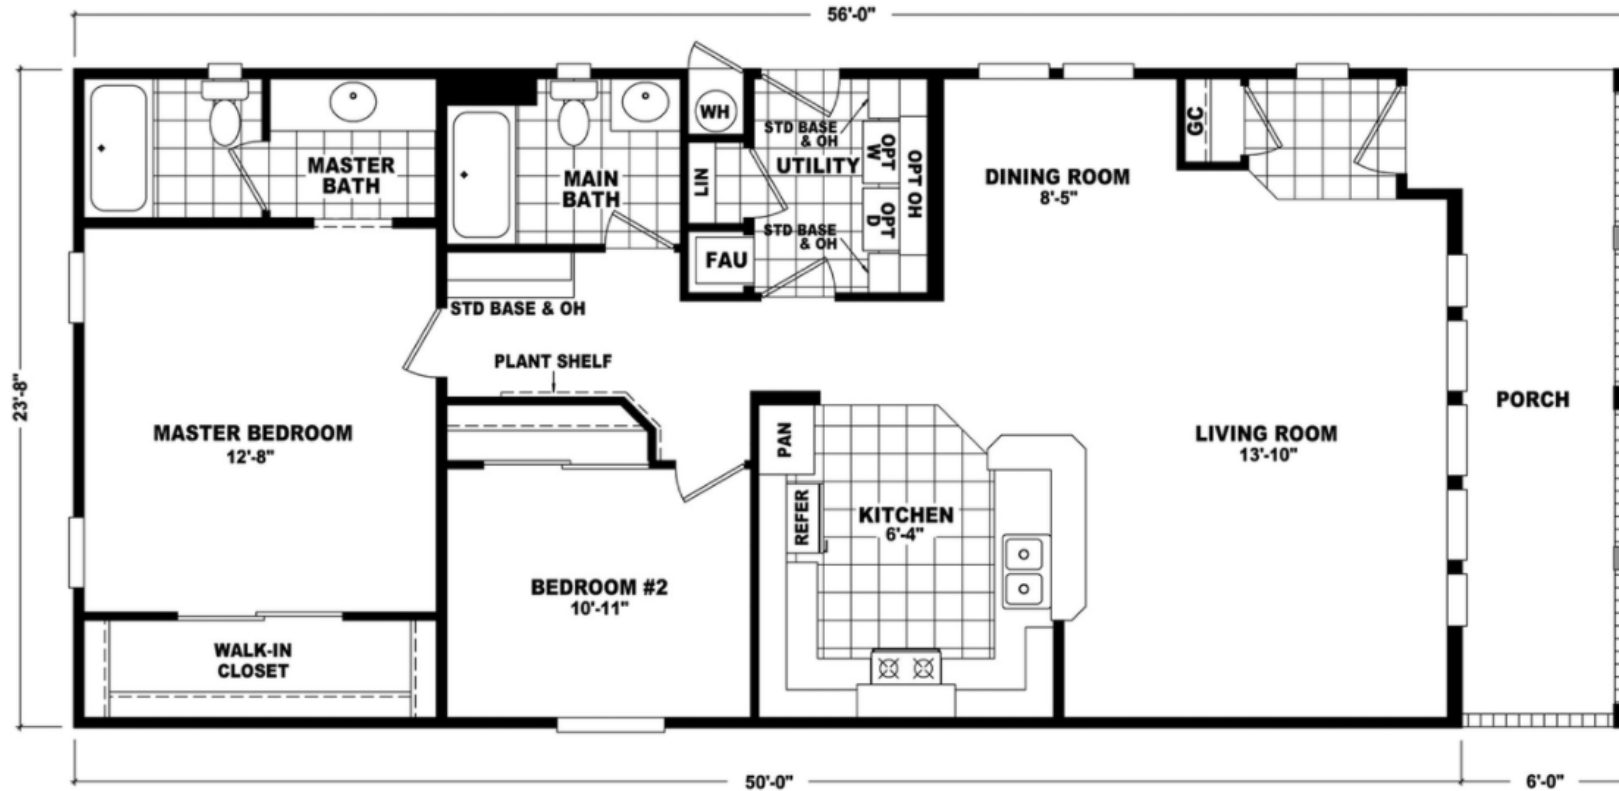 56'-0"
23'-8"
MASTER
BATH
MAIN
BATH
WH
LIN
FAU
STD BASE
& OH
UTILITY
OPT
W
OPT
D
OPT OH
STD BASE
& OH
DINING ROOM
8'-5"
GC
STD BASE & OH
PLANT SHELF
MASTER BEDROOM
12'-8"
WALK-IN
CLOSET
BEDROOM #2
10'-11"
PAN
REFER
KITCHEN
6'-4"
LIVING ROOM
13'-10"
PORCH
50'-0"
6'-0"